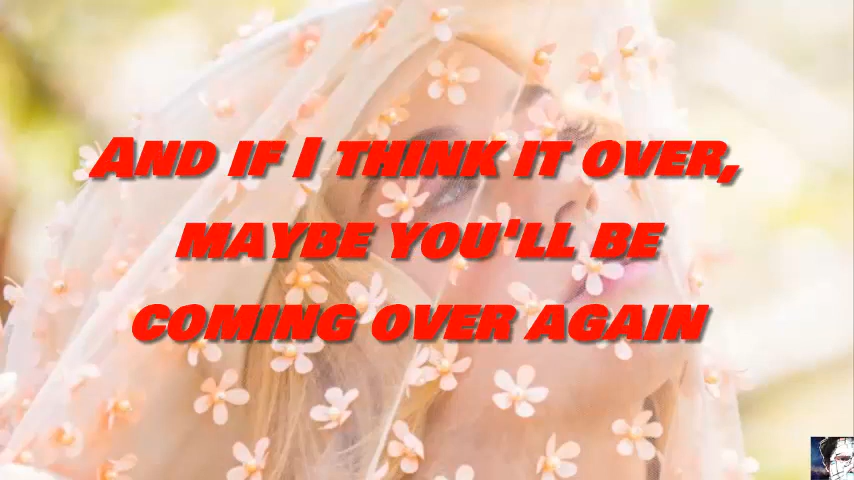 AND IF I THINK IT OVER,
MAYBE YOU'LL BE
COMING OVER AGAIN